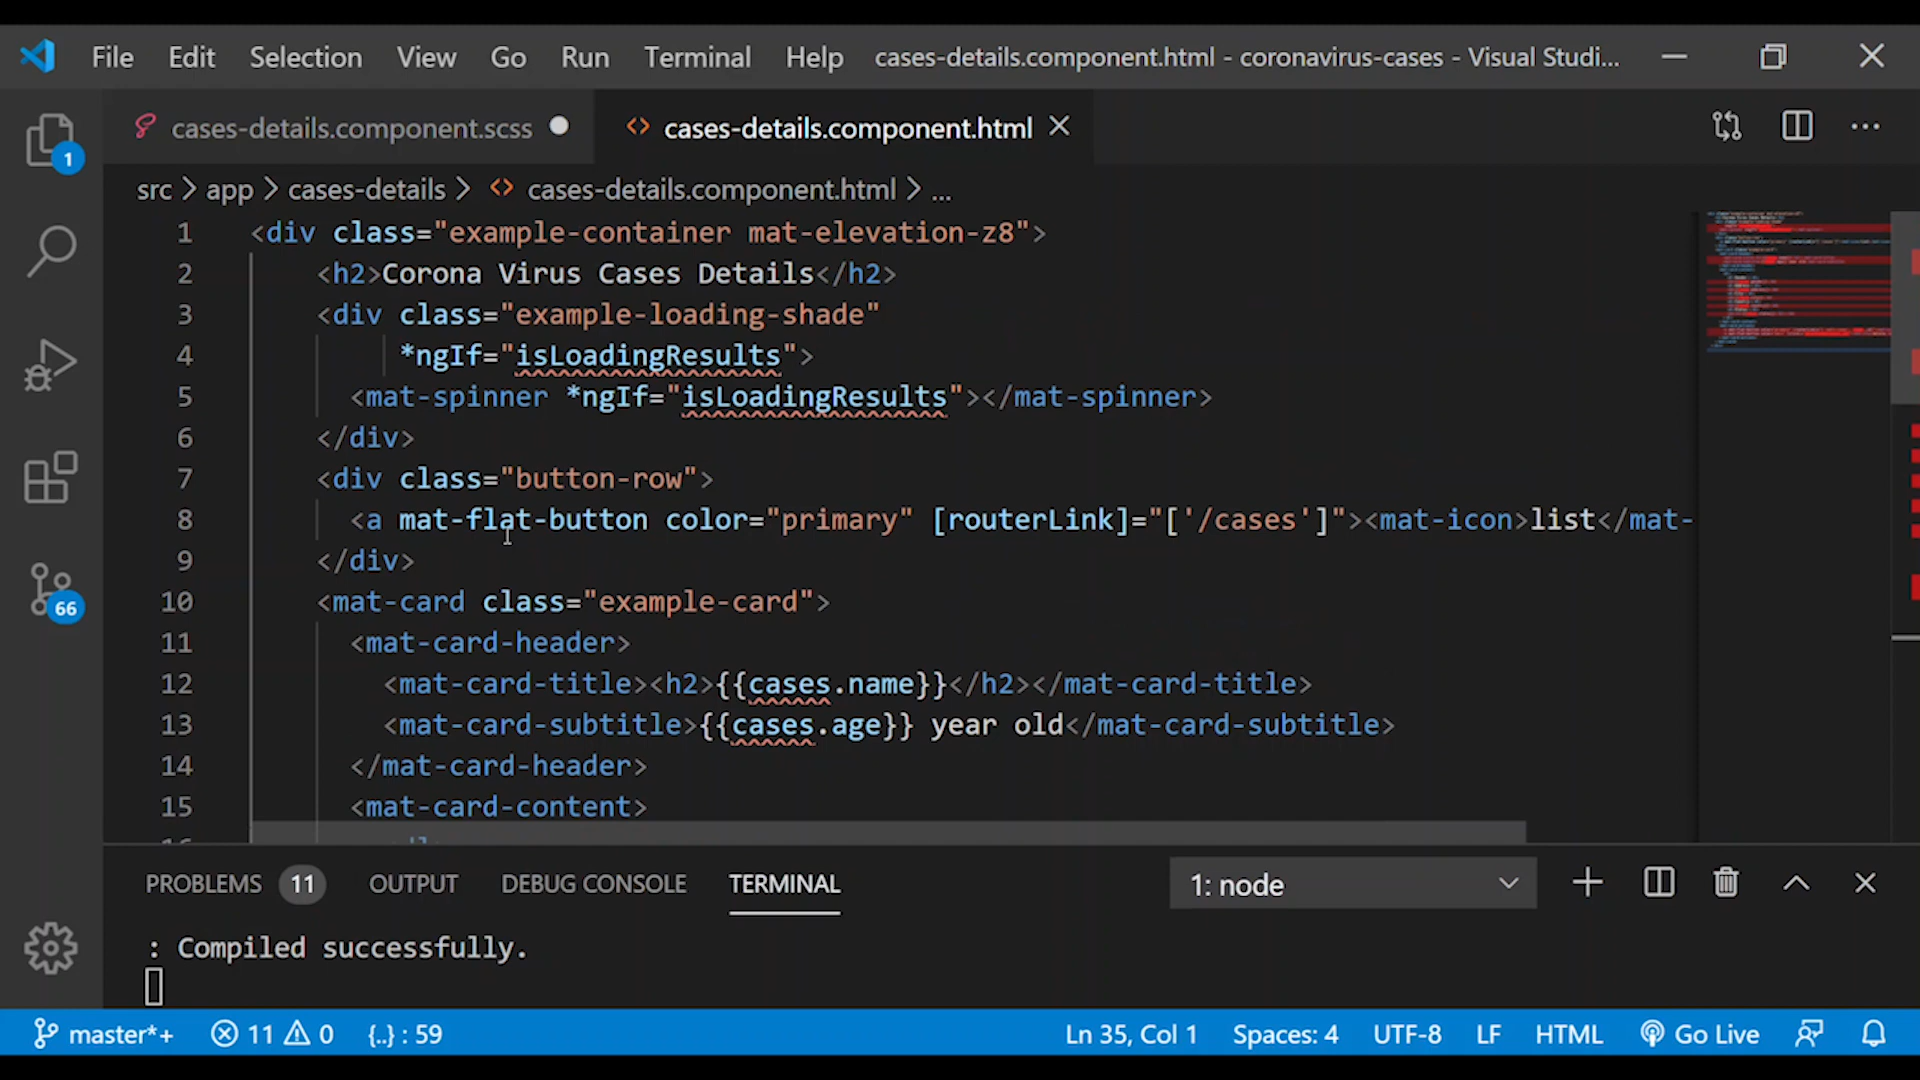 File Edit Selection View Go Run Terminal Help cases-details.component.html - coronavirus-cases - Visual Studi...
cases-details.component.scss cases-details.component.html
1
src > app > cases-details > cases-details.component.html > ...
1 <div class="example-container mat-elevation-z8">
2 <h2>Corona Virus Cases Details</h2>
3 <div class="example-loading-shade"
4 *ngIf="isLoadingResults">
5 <mat-spinner *ngIf="isLoadingResults"></mat-spinner>
6 </div>
7 <div class="button-row">
8 <a mat-flat-button color="primary" [routerLink]="['/cases']"><mat-icon>list</mat-
9 </div>
66
10 <mat-card class="example-card">
11 <mat-card-header>
12 <mat-card-title><h2>{{cases.name}}</h2></mat-card-title>
13 <mat-card-subtitle>{{cases.age}} year old</mat-card-subtitle>
14 </mat-card-header>
15 <mat-card-content>
PROBLEMS 11 OUTPUT DEBUG CONSOLE TERMINAL 1: node
: Compiled successfully.
master*+ 11 0 {..} : 59 Ln 35, Col 1 Spaces: 4 UTF-8 LF HTML Go Live